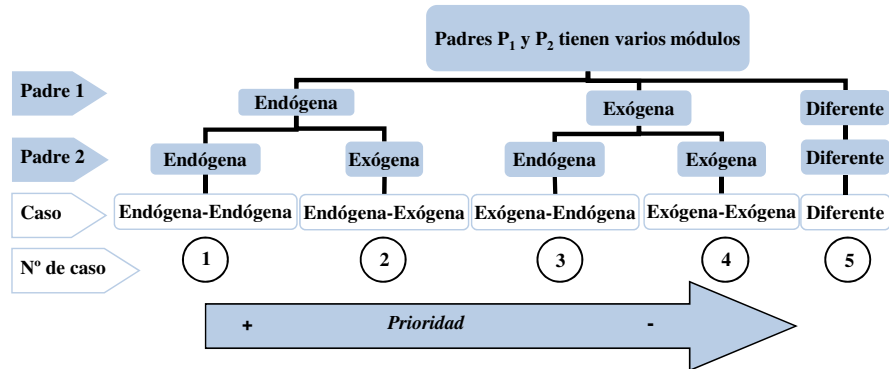 Padres P₁ y P₂ tienen varios módulos
Padre 1
Endógena
Exógena
Diferente
Padre 2
Endógena
Exógena
Endógena
Exógena
Diferente
Caso
Endógena-Endógena
Endógena-Exógena
Exógena-Endógena
Exógena-Exógena
Diferente
Nº de caso
1
2
3
4
5
+
Prioridad
-